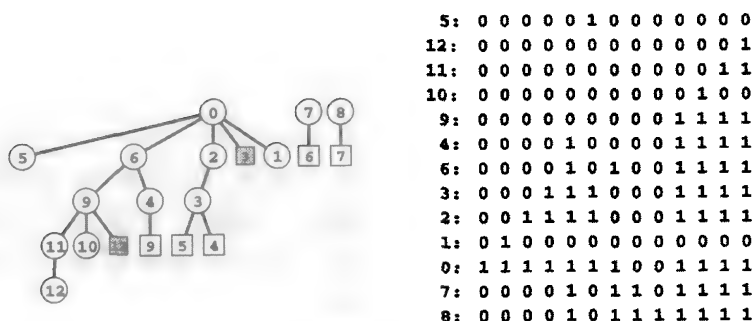 0 7 8
5 6 2 3 1 6 7
9 4 3
11 10 9 5 4
12
5: 0 0 0 0 0 1 0 0 0 0 0 0 0
12: 0 0 0 0 0 0 0 0 0 0 0 0 1
11: 0 0 0 0 0 0 0 0 0 0 0 1 1
10: 0 0 0 0 0 0 0 0 0 0 1 0 0
9: 0 0 0 0 0 0 0 0 0 1 1 1 1
4: 0 0 0 0 1 0 0 0 0 1 1 1 1
6: 0 0 0 0 1 0 1 0 0 1 1 1 1
3: 0 0 0 1 1 1 0 0 0 1 1 1 1
2: 0 0 1 1 1 1 0 0 0 1 1 1 1
1: 0 1 0 0 0 0 0 0 0 0 0 0 0
0: 1 1 1 1 1 1 1 0 0 1 1 1 1
7: 0 0 0 0 1 0 1 1 0 1 1 1 1
8: 0 0 0 0 1 0 1 1 1 1 1 1 1